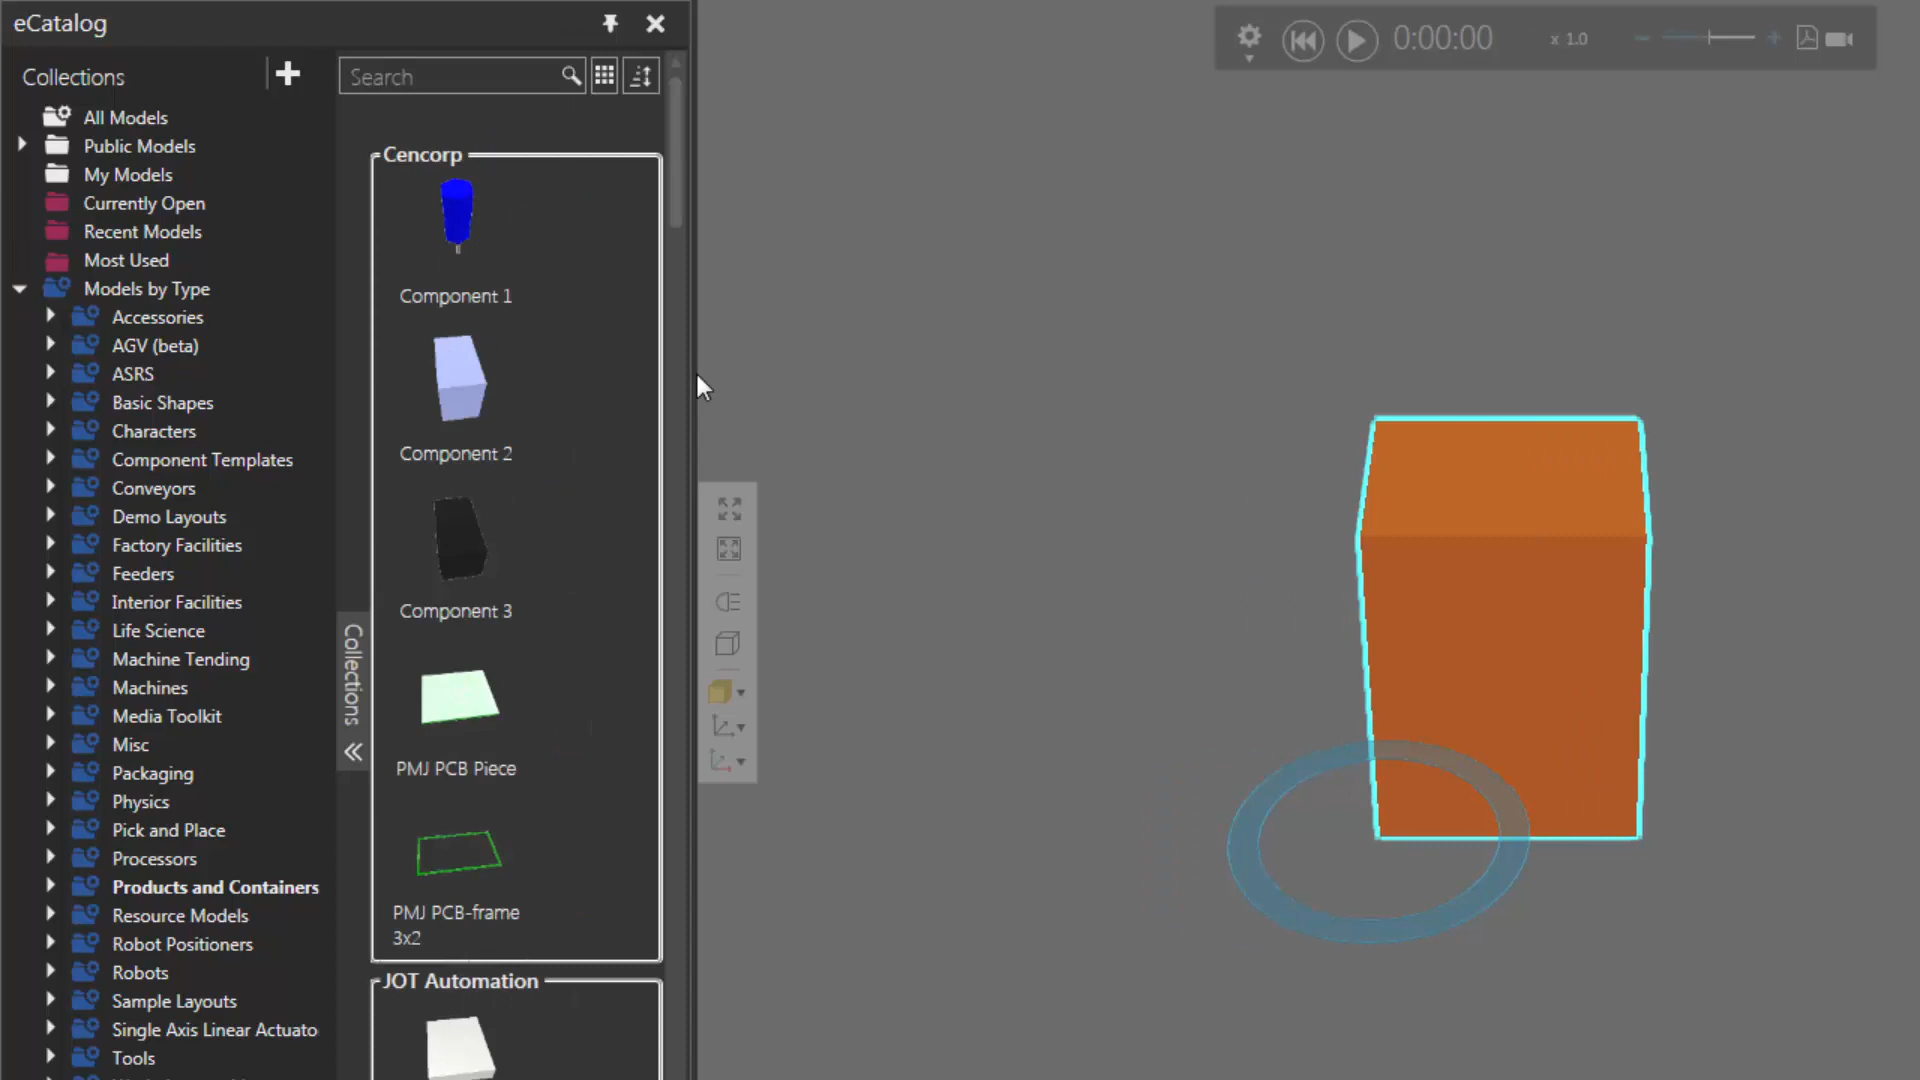 eCatalog
Collections
All Models
Public Models
My Models
Currently Open
Recent Models
Most Used
Models by Type
Accessories
AGV (beta)
ASRS
Basic Shapes
Characters
Component Templates
Conveyors
Demo Layouts
Factory Facilities
Feeders
Interior Facilities
Life Science
Machine Tending
Machines
Media Toolkit
Misc
Packaging
Physics
Pick and Place
Processors
Products and Containers
Resource Models
Robot Positioners
Robots
Sample Layouts
Single Axis Linear Actuato
Tools
Collections
Search
Cencorp
Component 1
Component 2
Component 3
PMJ PCB Piece
PMJ PCB-frame
3x2
JOT Automation
0:00:00
x 1.0